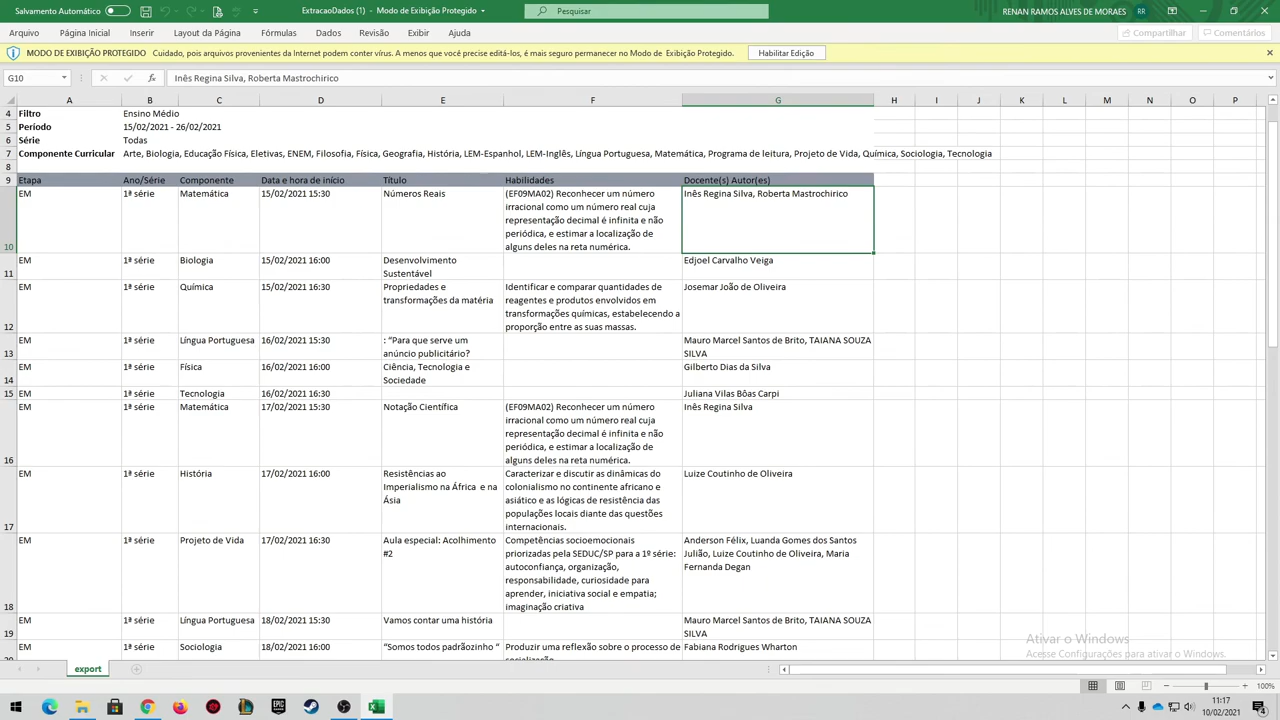 Salvamento Automático
ExtracaoDados (1) - Modo de Exibição Protegido
Pesquisar
RENAN RAMOS ALVES DE MORAES
RR
Arquivo Página Inicial Inserir Layout da Página Fórmulas Dados Revisão Exibir Ajuda
Compartilhar Comentários
MODO DE EXIBIÇÃO PROTEGIDO Cuidado, pois arquivos provenientes da Internet podem conter vírus. A menos que você precise editá-los, é mais seguro permanecer no Modo de Exibição Protegido. Habilitar Edição
G10 fx Inês Regina Silva, Roberta Mastrochirico
A B C D E F G H I J K L M N O P
4 Filtro Ensino Médio
5 Período 15/02/2021 - 26/02/2021
6 Série Todas
7 Componente Curricular Arte, Biologia, Educação Física, Eletivas, ENEM, Filosofia, Física, Geografia, História, LEM-Espanhol, LEM-Inglês, Língua Portuguesa, Matemática, Programa de leitura, Projeto de Vida, Química, Sociologia, Tecnologia
8
9 Etapa Ano/Série Componente Data e hora de início Título Habilidades Docente(s) Autor(es)
EM 1ª série Matemática 15/02/2021 15:30 Números Reais (EF09MA02) Reconhecer um número Inês Regina Silva, Roberta Mastrochirico
irracional como um número real cuja
representação decimal é infinita e não
periódica, e estimar a localização de
10 alguns deles na reta numérica.
EM 1ª série Biologia 15/02/2021 16:00 Desenvolvimento Edjoel Carvalho Veiga
11 Sustentável
EM 1ª série Química 15/02/2021 16:30 Propriedades e Identificar e comparar quantidades de Josemar João de Oliveira
transformações da matéria reagentes e produtos envolvidos em
transformações químicas, estabelecendo a
12 proporção entre as suas massas.
EM 1ª série Língua Portuguesa 16/02/2021 15:30 : “Para que serve um Mauro Marcel Santos de Brito, TAIANA SOUZA
13 anúncio publicitário? SILVA
EM 1ª série Física 16/02/2021 16:00 Ciência, Tecnologia e Gilberto Dias da Silva
14 Sociedade
15 EM 1ª série Tecnologia 16/02/2021 16:30 Juliana Vilas Bôas Carpi
EM 1ª série Matemática 17/02/2021 15:30 Notação Científica (EF09MA02) Reconhecer um número Inês Regina Silva
irracional como um número real cuja
representação decimal é infinita e não
periódica, e estimar a localização de
16 alguns deles na reta numérica.
EM 1ª série História 17/02/2021 16:00 Resistências ao Caracterizar e discutir as dinâmicas do Luize Coutinho de Oliveira
Imperialismo na África e na colonialismo no continente africano e
Ásia asiático e as lógicas de resistência das
populações locais diante das questões
17 internacionais.
EM 1ª série Projeto de Vida 17/02/2021 16:30 Aula especial: Acolhimento Competências socioemocionais Anderson Félix, Luanda Gomes dos Santos
#2 priorizadas pela SEDUC/SP para a 1º série: Julião, Luize Coutinho de Oliveira, Maria
autoconfiança, organização, Fernanda Degan
responsabilidade, curiosidade para
aprender, iniciativa social e empatia;
18 imaginação criativa
EM 1ª série Língua Portuguesa 18/02/2021 15:30 Vamos contar uma história Mauro Marcel Santos de Brito, TAIANA SOUZA
19 SILVA
EM 1ª série Sociologia 18/02/2021 16:00 “Somos todos padrãozinho “ Produzir uma reflexão sobre o processo de Fabiana Rodrigues Wharton
Ativar o Windows
Acesse Configurações para ativar o Windows.
export
100%
EPIC GAMES
11:17
10/02/2021
4